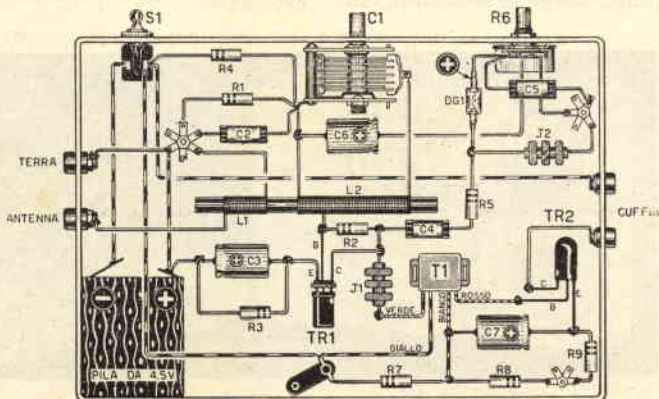 S1
C1
R6
R4
R1
C2
C6
DG1
C5
J2
TERRA
ANTENNA
L1
L2
R5
CUFFIA
TR2
B
R2
C4
C3
E
C
J1
T1
VERDE
BIANCO
ROSSO
C
B
E
R3
TR1
C7
R9
GIALLO
PILA DA 4,5V
R7
R8